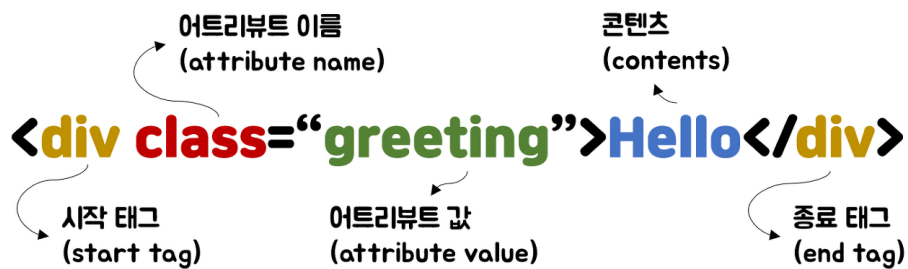 어트리뷰트 이름
(attribute name)
콘텐츠
(contents)
<div class=“greeting”>Hello</div>
시작 태그
(start tag)
어트리뷰트 값
(attribute value)
종료 태그
(end tag)